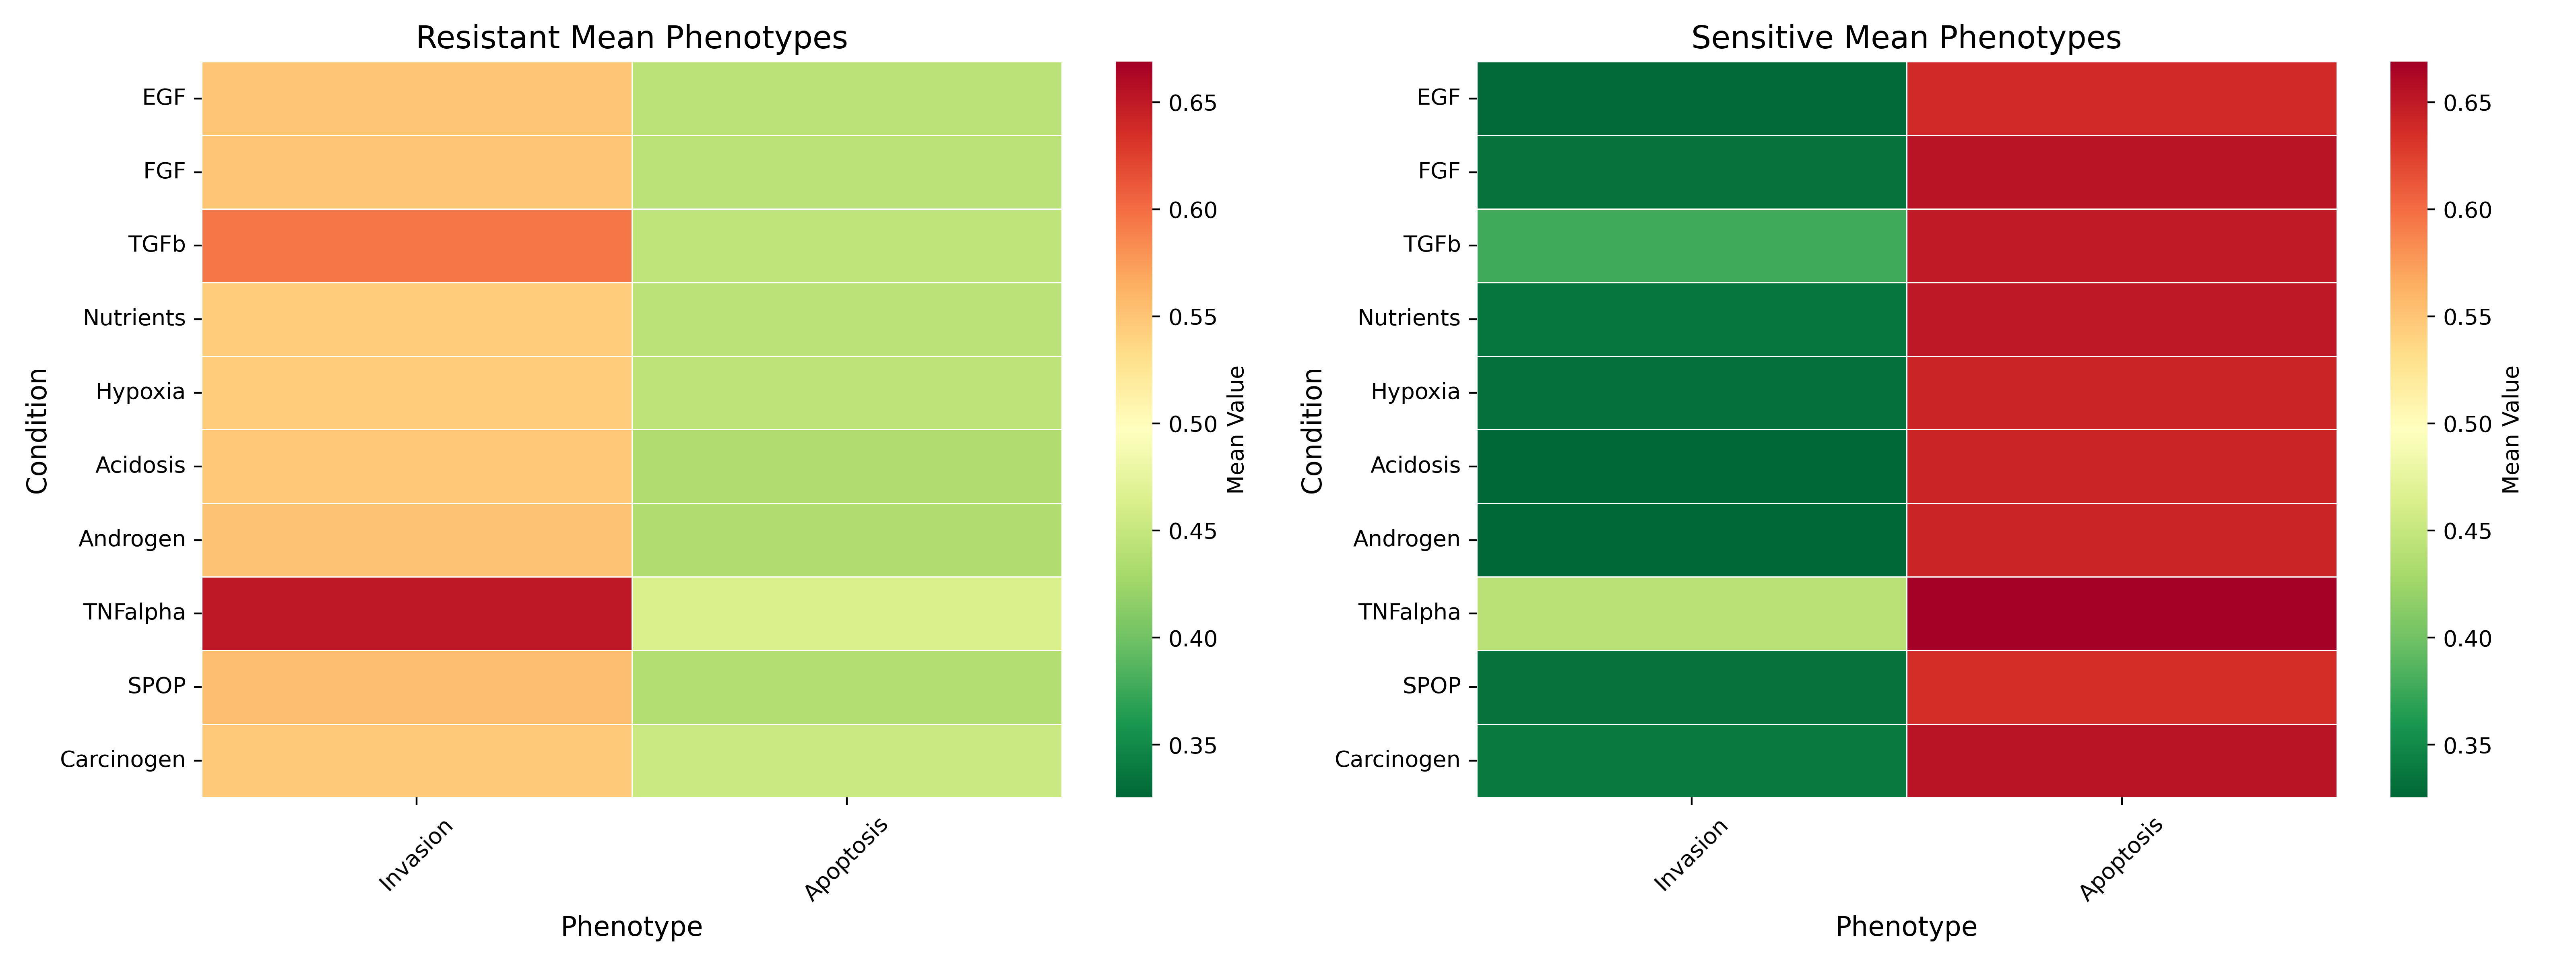 Resistant Mean Phenotypes
Condition
EGF
FGF
TGFb
Nutrients
Hypoxia
Acidosis
Androgen
TNFalpha
SPOP
Carcinogen
Invasion
Apoptosis
Phenotype
0.65
0.60
0.55
0.50
0.45
0.40
0.35
Mean Value
Sensitive Mean Phenotypes
Condition
EGF
FGF
TGFb
Nutrients
Hypoxia
Acidosis
Androgen
TNFalpha
SPOP
Carcinogen
Invasion
Apoptosis
Phenotype
0.65
0.60
0.55
0.50
0.45
0.40
0.35
Mean Value